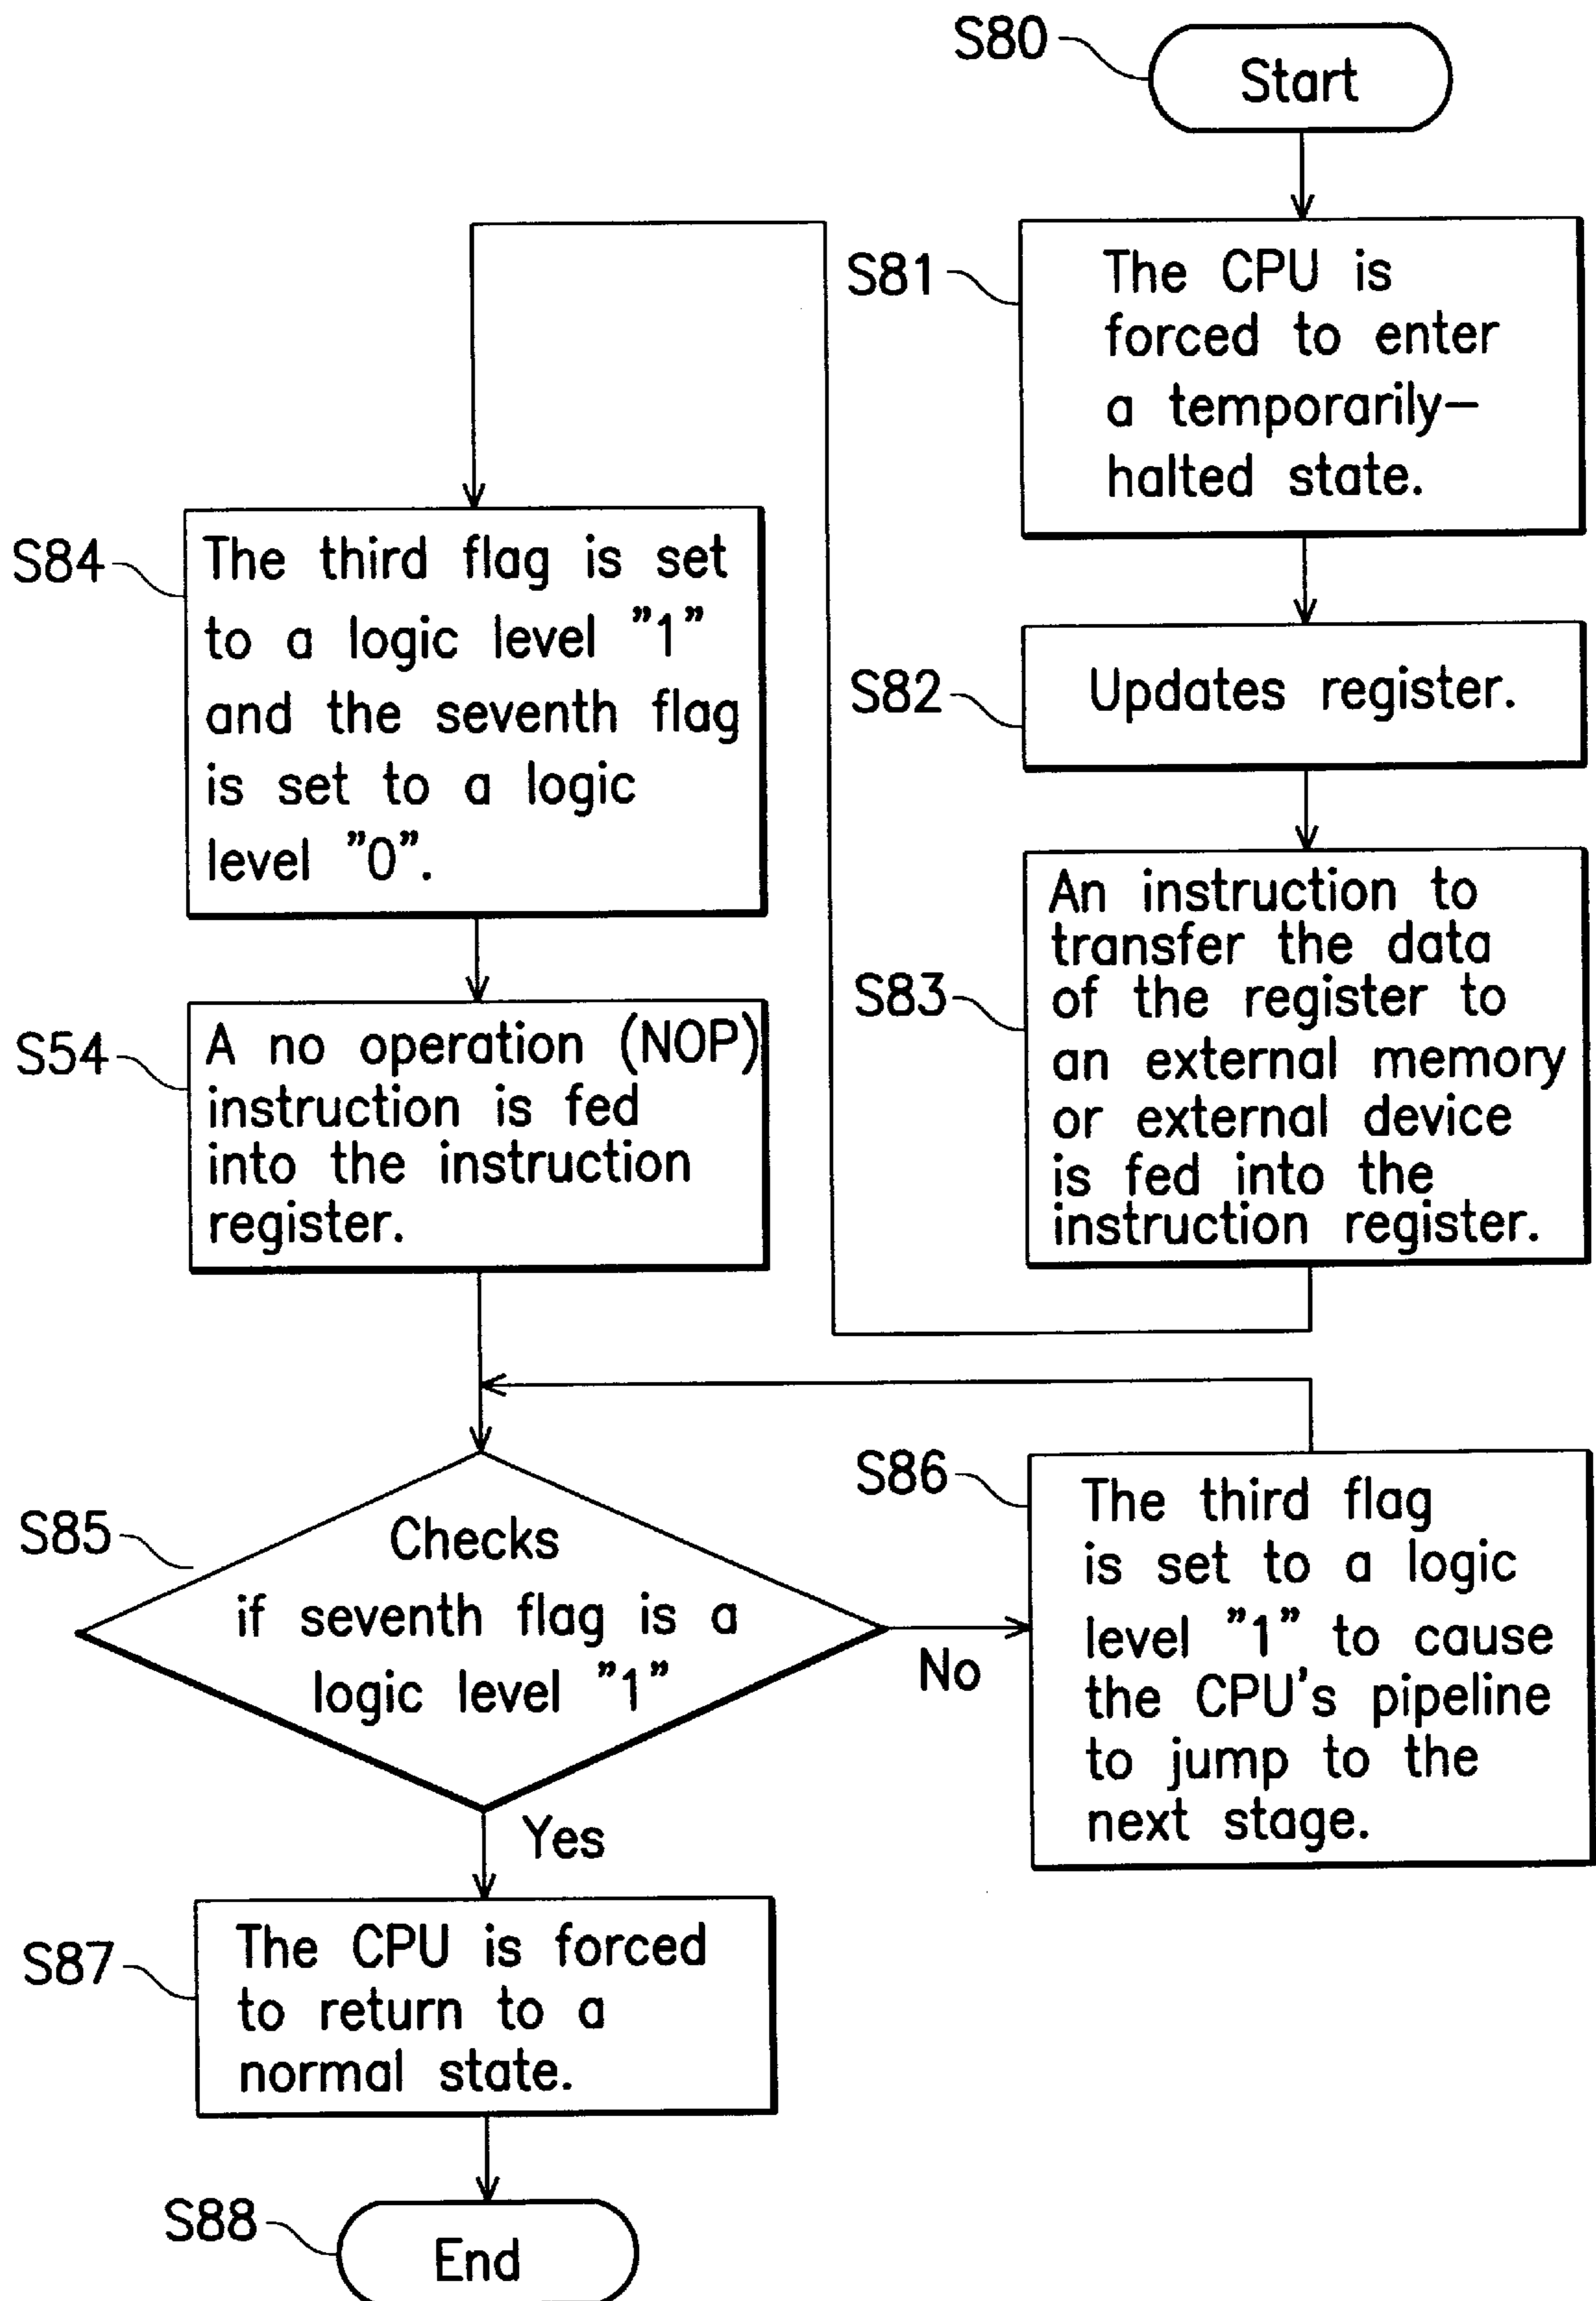 S80
Start
S81
The CPU is
forced to enter
a temporarily-
halted state.
S82
Updates register.
S83
An instruction to
transfer the data
of the register to
an external memory
or external device
is fed into the
instruction register.
S84
The third flag is set
to a logic level "1"
and the seventh flag
is set to a logic
level "0".
S54
A no operation (NOP)
instruction is fed
into the instruction
register.
S85
Checks
if seventh flag is a
logic level "1"
No
S86
The third flag
is set to a logic
level "1" to cause
the CPU's pipeline
to jump to the
next stage.
Yes
S87
The CPU is forced
to return to a
normal state.
S88
End